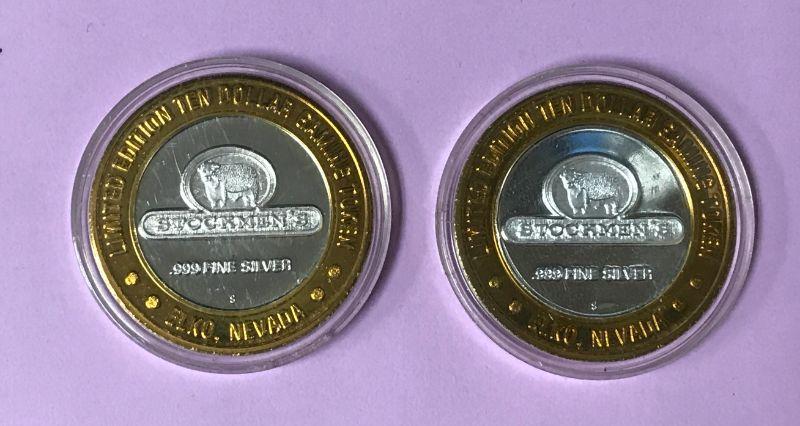 LIMITED EDITION TEN DOLLAR GAMING TOKEN
STOCKMEN'S
.999 FINE SILVER
S
ELKO, NEVADA
LIMITED EDITION TEN DOLLAR GAMING TOKEN
STOCKMEN'S
.999 FINE SILVER
S
ELKO, NEVADA